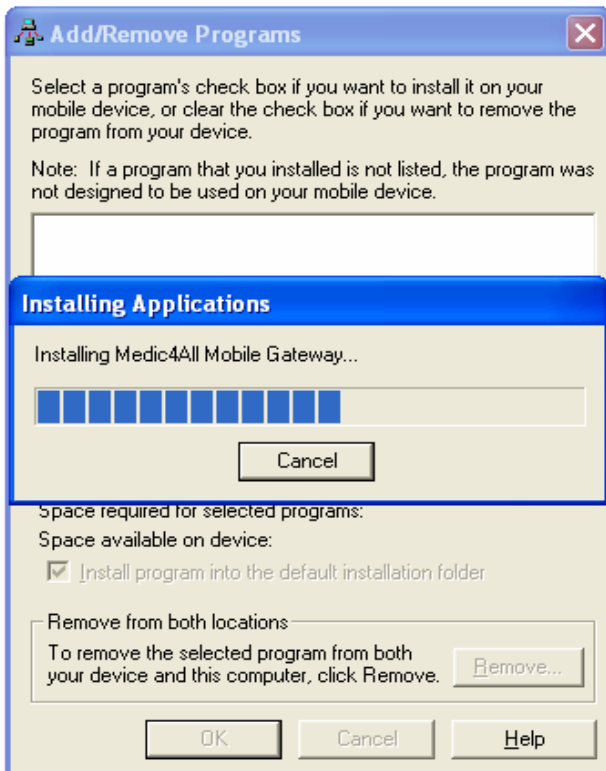 Add/Remove Programs
Select a program's check box if you want to install it on your
mobile device, or clear the check box if you want to remove the
program from your device.
Note: If a program that you installed is not listed, the program was
not designed to be used on your mobile device.
Installing Applications
Installing Medic4All Mobile Gateway...
Cancel
Space required for selected programs:
Space available on device:
Install program into the default installation folder
Remove from both locations
To remove the selected program from both
your device and this computer, click Remove.
Remove...
OK
Cancel
Help